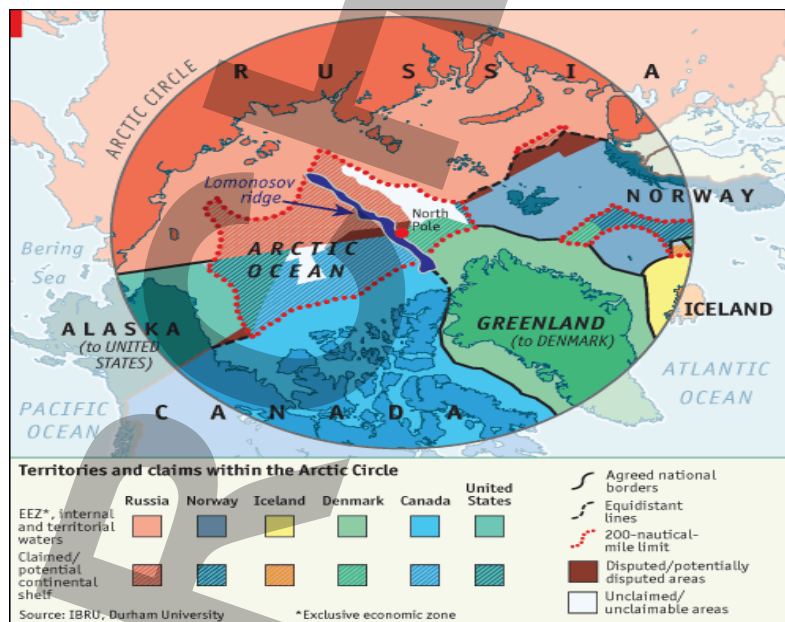 RUSSIA
ARCTIC CIRCLE
Lomonosov
ridge
North
Pole
NORWAY
Bering
Sea
ARCTIC
OCEAN
ICELAND
ALASKA
(to UNITED
STATES)
GREENLAND
(to DENMARK)
ATLANTIC
OCEAN
PACIFIC
OCEAN
CANADA
Territories and claims within the Arctic Circle
Russia Norway Iceland Denmark Canada United
States
EEZ*, internal
and territorial
waters
Claimed/
potential
continental
shelf
Agreed national
borders
Equidistant
lines
200-nautical-
mile limit
Disputed/potentially
disputed areas
Unclaimed/
unclaimable areas
Source: IBRU, Durham University *Exclusive economic zone